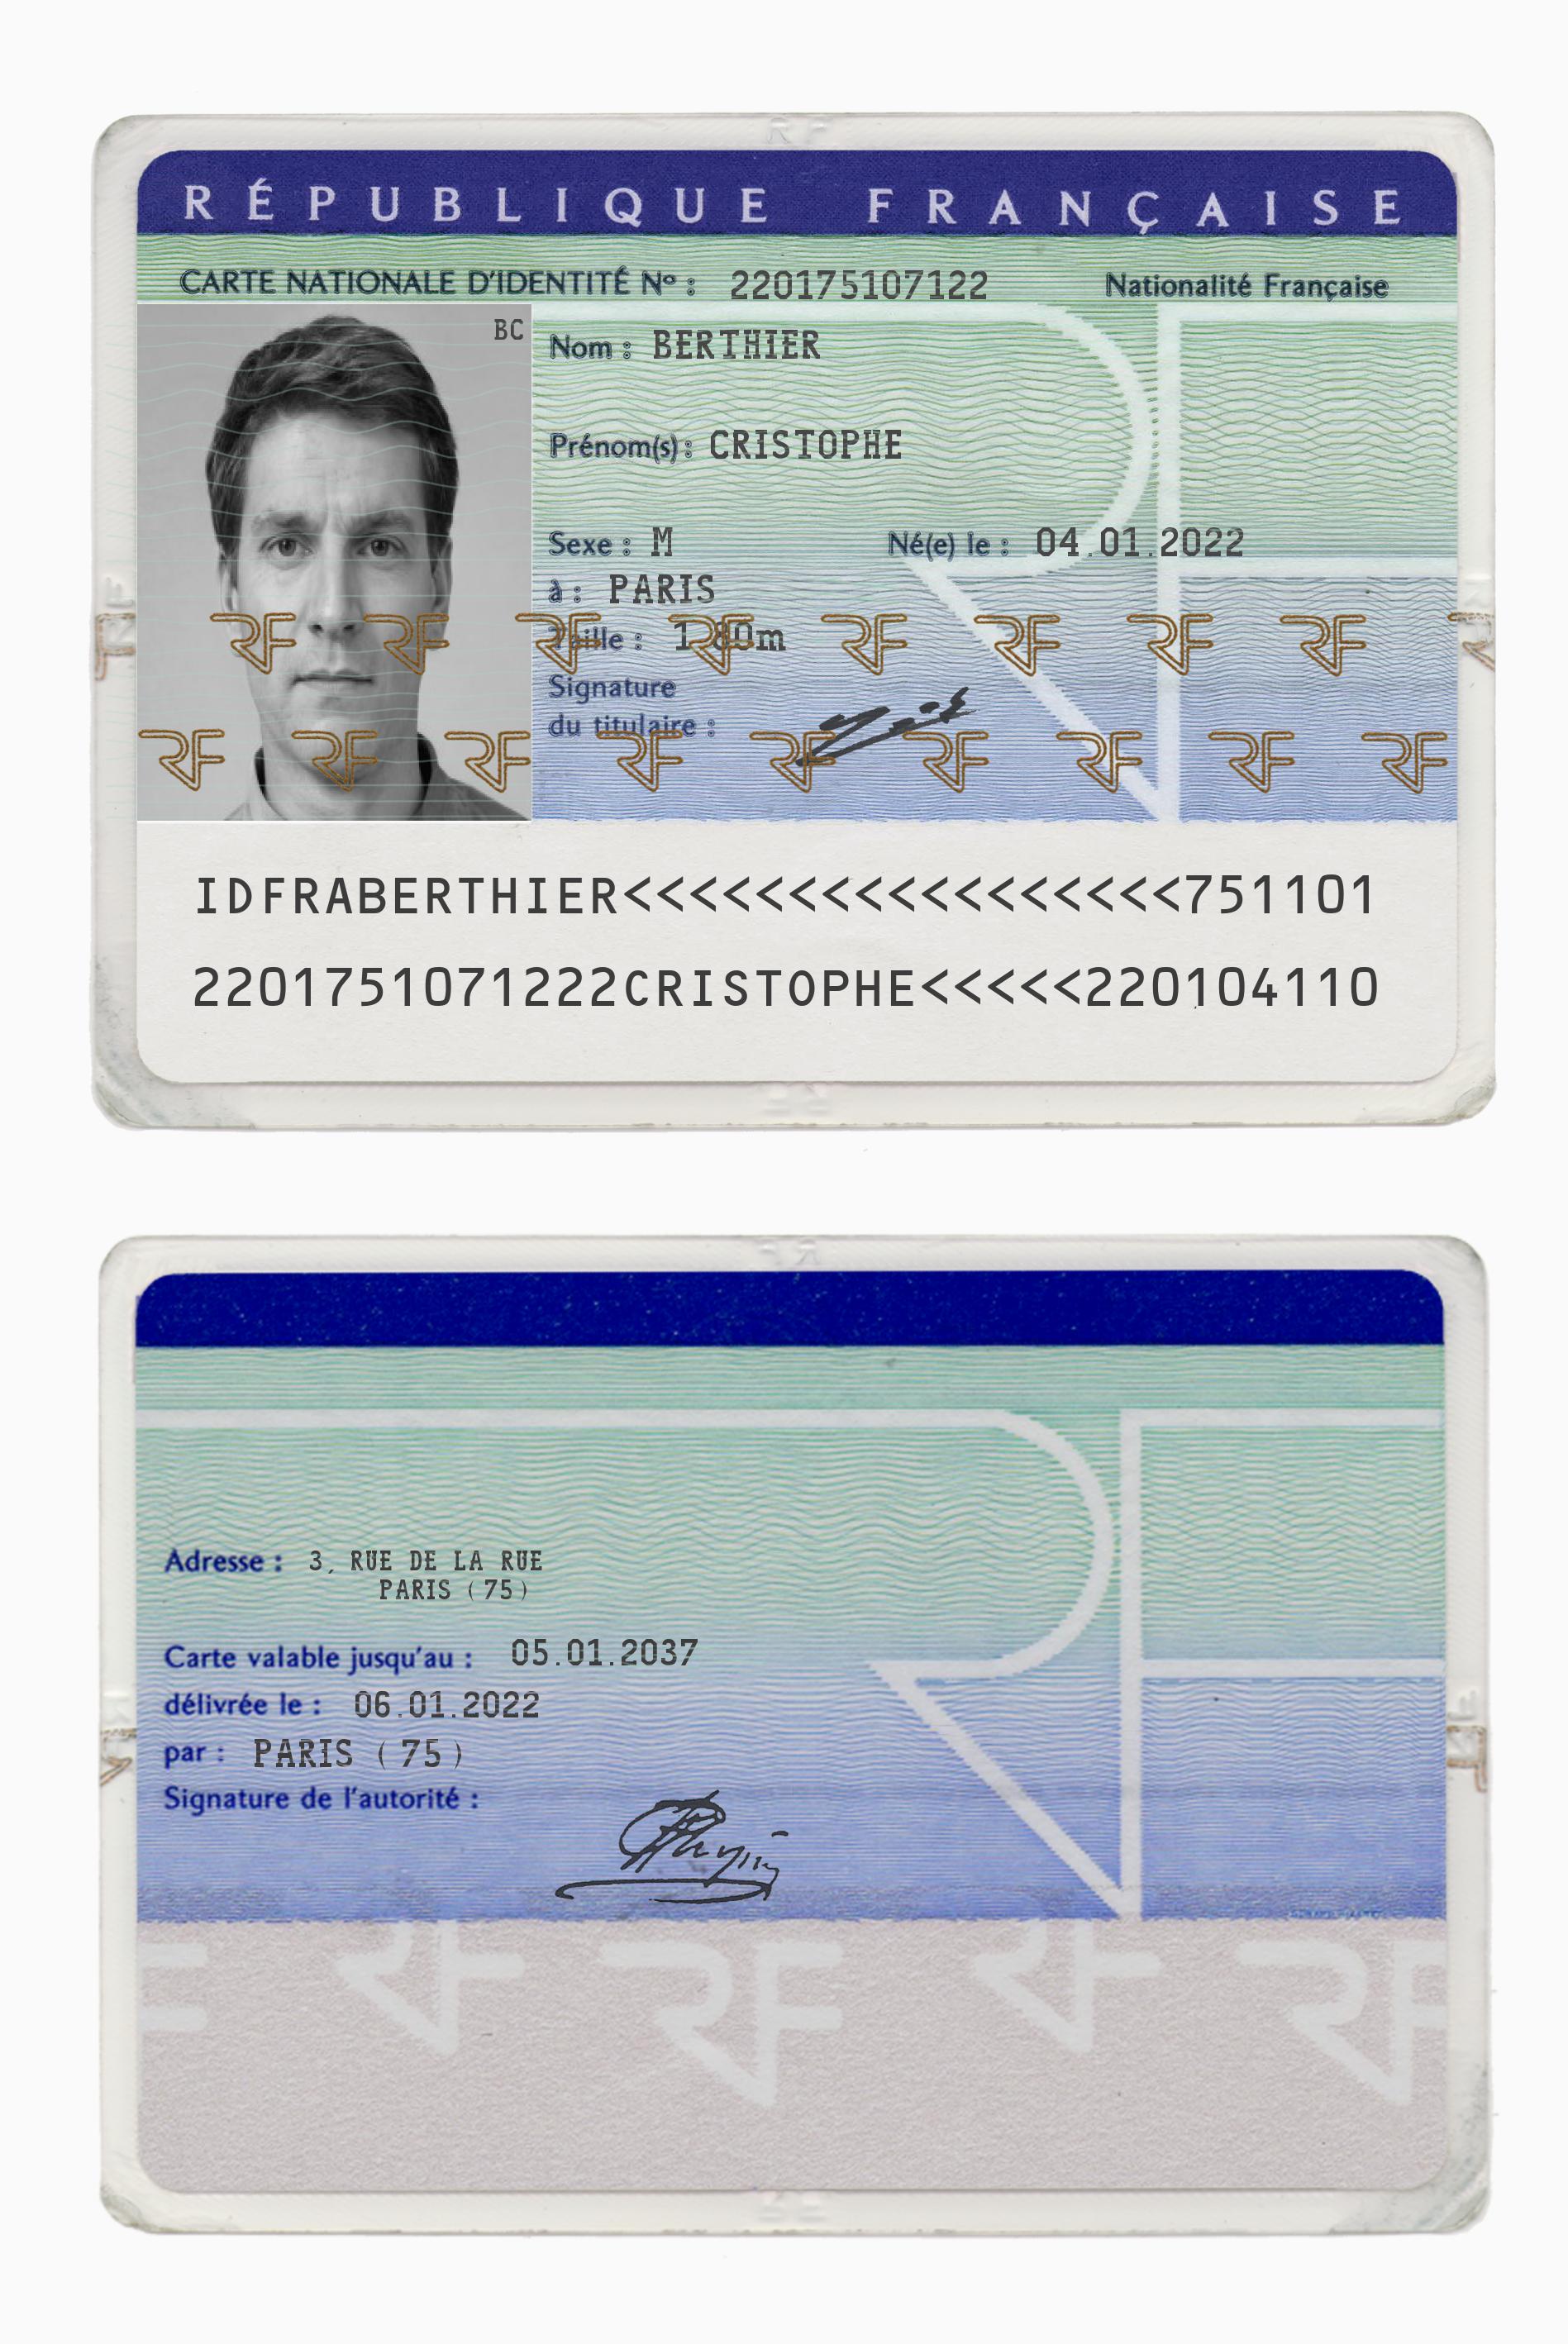 RÉPUBLIQUE FRANÇAISE
CARTE NATIONALE D'IDENTITÉ Nº : 220175107122 Nationalité Française
BC
Nom : BERTHIER
Prénom(s) : CRISTOPHE
Sexe : M Né(e) le : 04.01.2022
à : PARIS
Taille : 1,80m
Signature
du titulaire :
IDFRABERTHIER<<<<<<<<<<<<<<<<<751101
2201751071222CRISTOPHE<<<<<220104110
Adresse : 3, RUE DE LA RUE
PARIS (75)
Carte valable jusqu'au : 05.01.2037
délivrée le : 06.01.2022
par : PARIS (75)
Signature de l'autorité :